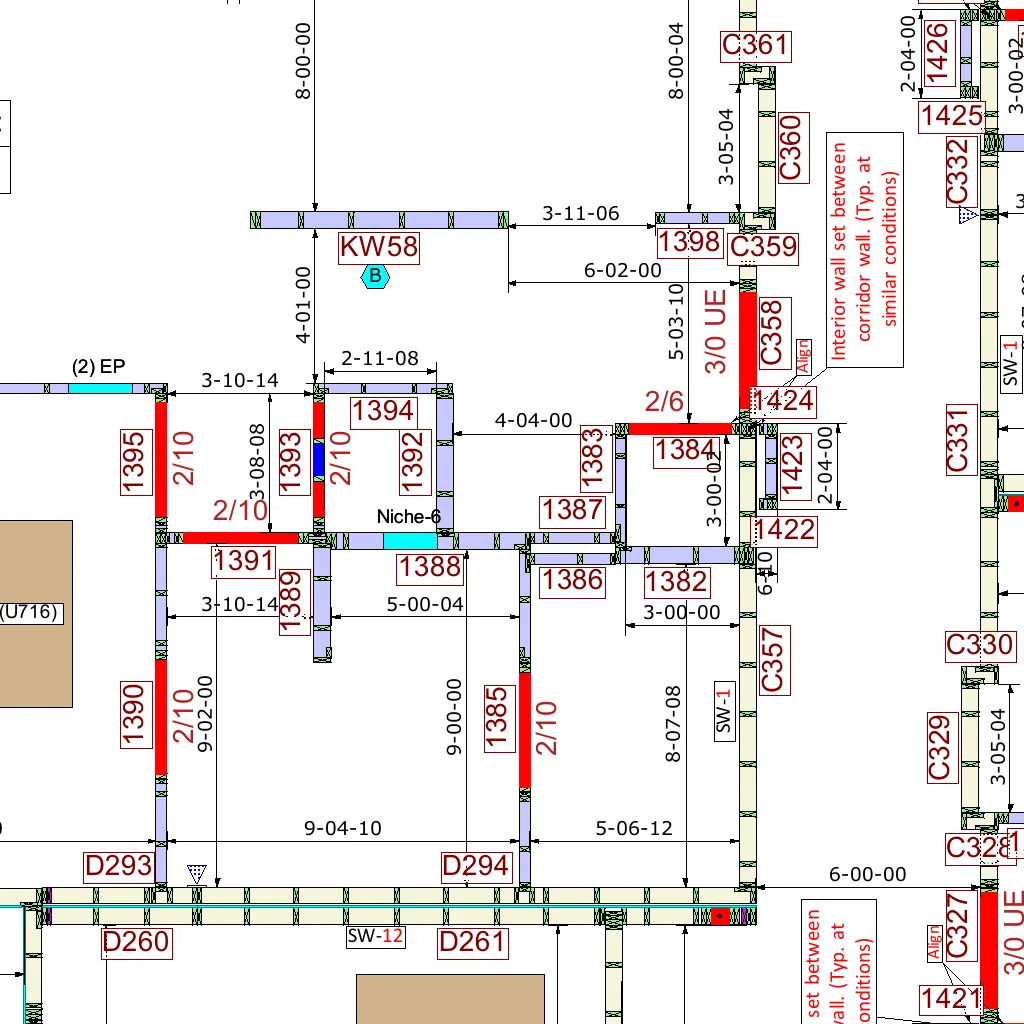 8-00-00
8-00-04
C361
2-04-00
1426
3-00-02
1425
3-05-04
C360
Interior wall set between
corridor wall. (Typ. at
similar conditions)
C332
3-11-06
KW58
1398
C359
B
6-02-00
4-01-00
5-03-10
3/0 UE
C358
Align
SW-1
(2) EP
2-11-08
3-10-14
1394
2/6
1424
4-04-00
1395
2/10
3-08-08
1393
2/10
1392
1383
1384
3-00-02
1423
2-04-00
C331
2/10
Niche-6
1387
1422
1391
1388
1386
1382
6-10
(U716)
3-10-14
1389
5-00-04
3-00-00
C357
C330
1390
2/10
9-02-00
9-00-00
1385
2/10
8-07-08
SW-1
C329
3-05-04
9-04-10
5-06-12
C328
D293
D294
6-00-00
D260
SW-12
D261
set between
wall. (Typ. at
onditions)
Align
C327
3/0 UE
1421